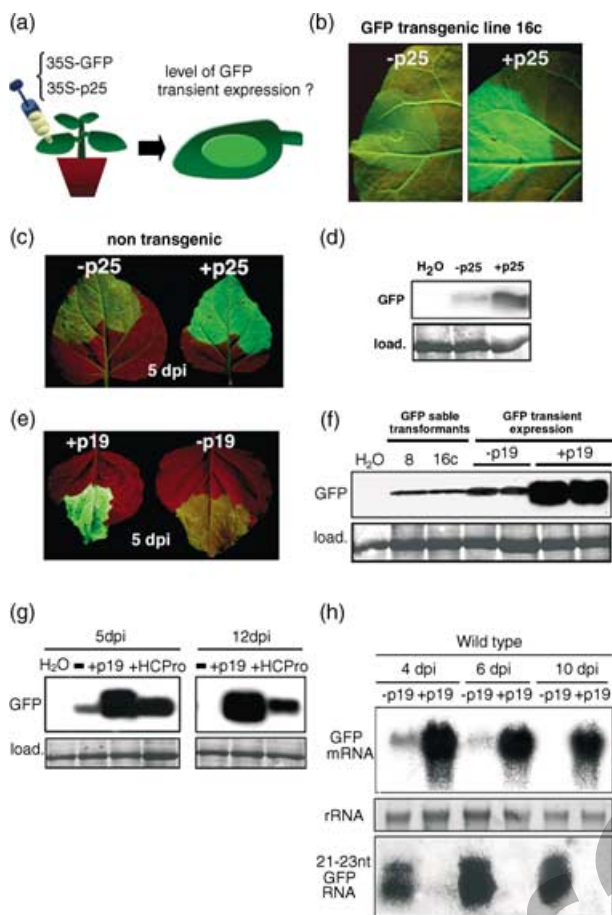 (a)
35S-GFP
35S-p25
level of GFP
transient expression ?
(b)
GFP transgenic line 16c
-p25
+p25
(c)
non transgenic
-p25
+p25
5 dpi
(d)
H2O -p25 +p25
GFP
load.
(e)
+p19
-p19
5 dpi
(f)
GFP sable
transformants
GFP transient
expression
H2O 8 16c -p19 +p19
GFP
load.
(g)
5dpi
12dpi
H2O - +p19 +HCPro
- +p19 +HCPro
GFP
load.
(h)
Wild type
4 dpi 6 dpi 10 dpi
-p19 +p19 -p19 +p19 -p19 +p19
GFP
mRNA
rRNA
21-23nt
GFP
RNA